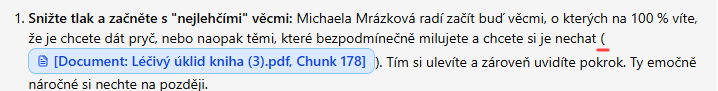 1. Snižte tlak a začněte s "nejlehčími" věcmi: Michaela Mrázková radí začít buď věcmi, o kterých na 100 % víte,
že je chcete dát pryč, nebo naopak těmi, které bezpodmínečně milujete a chcete si je nechat (
[Document: Léčivý úklid kniha (3).pdf, Chunk 178]). Tím si ulevíte a zároveň uvidíte pokrok. Ty emočně
náročné si nechte na později.